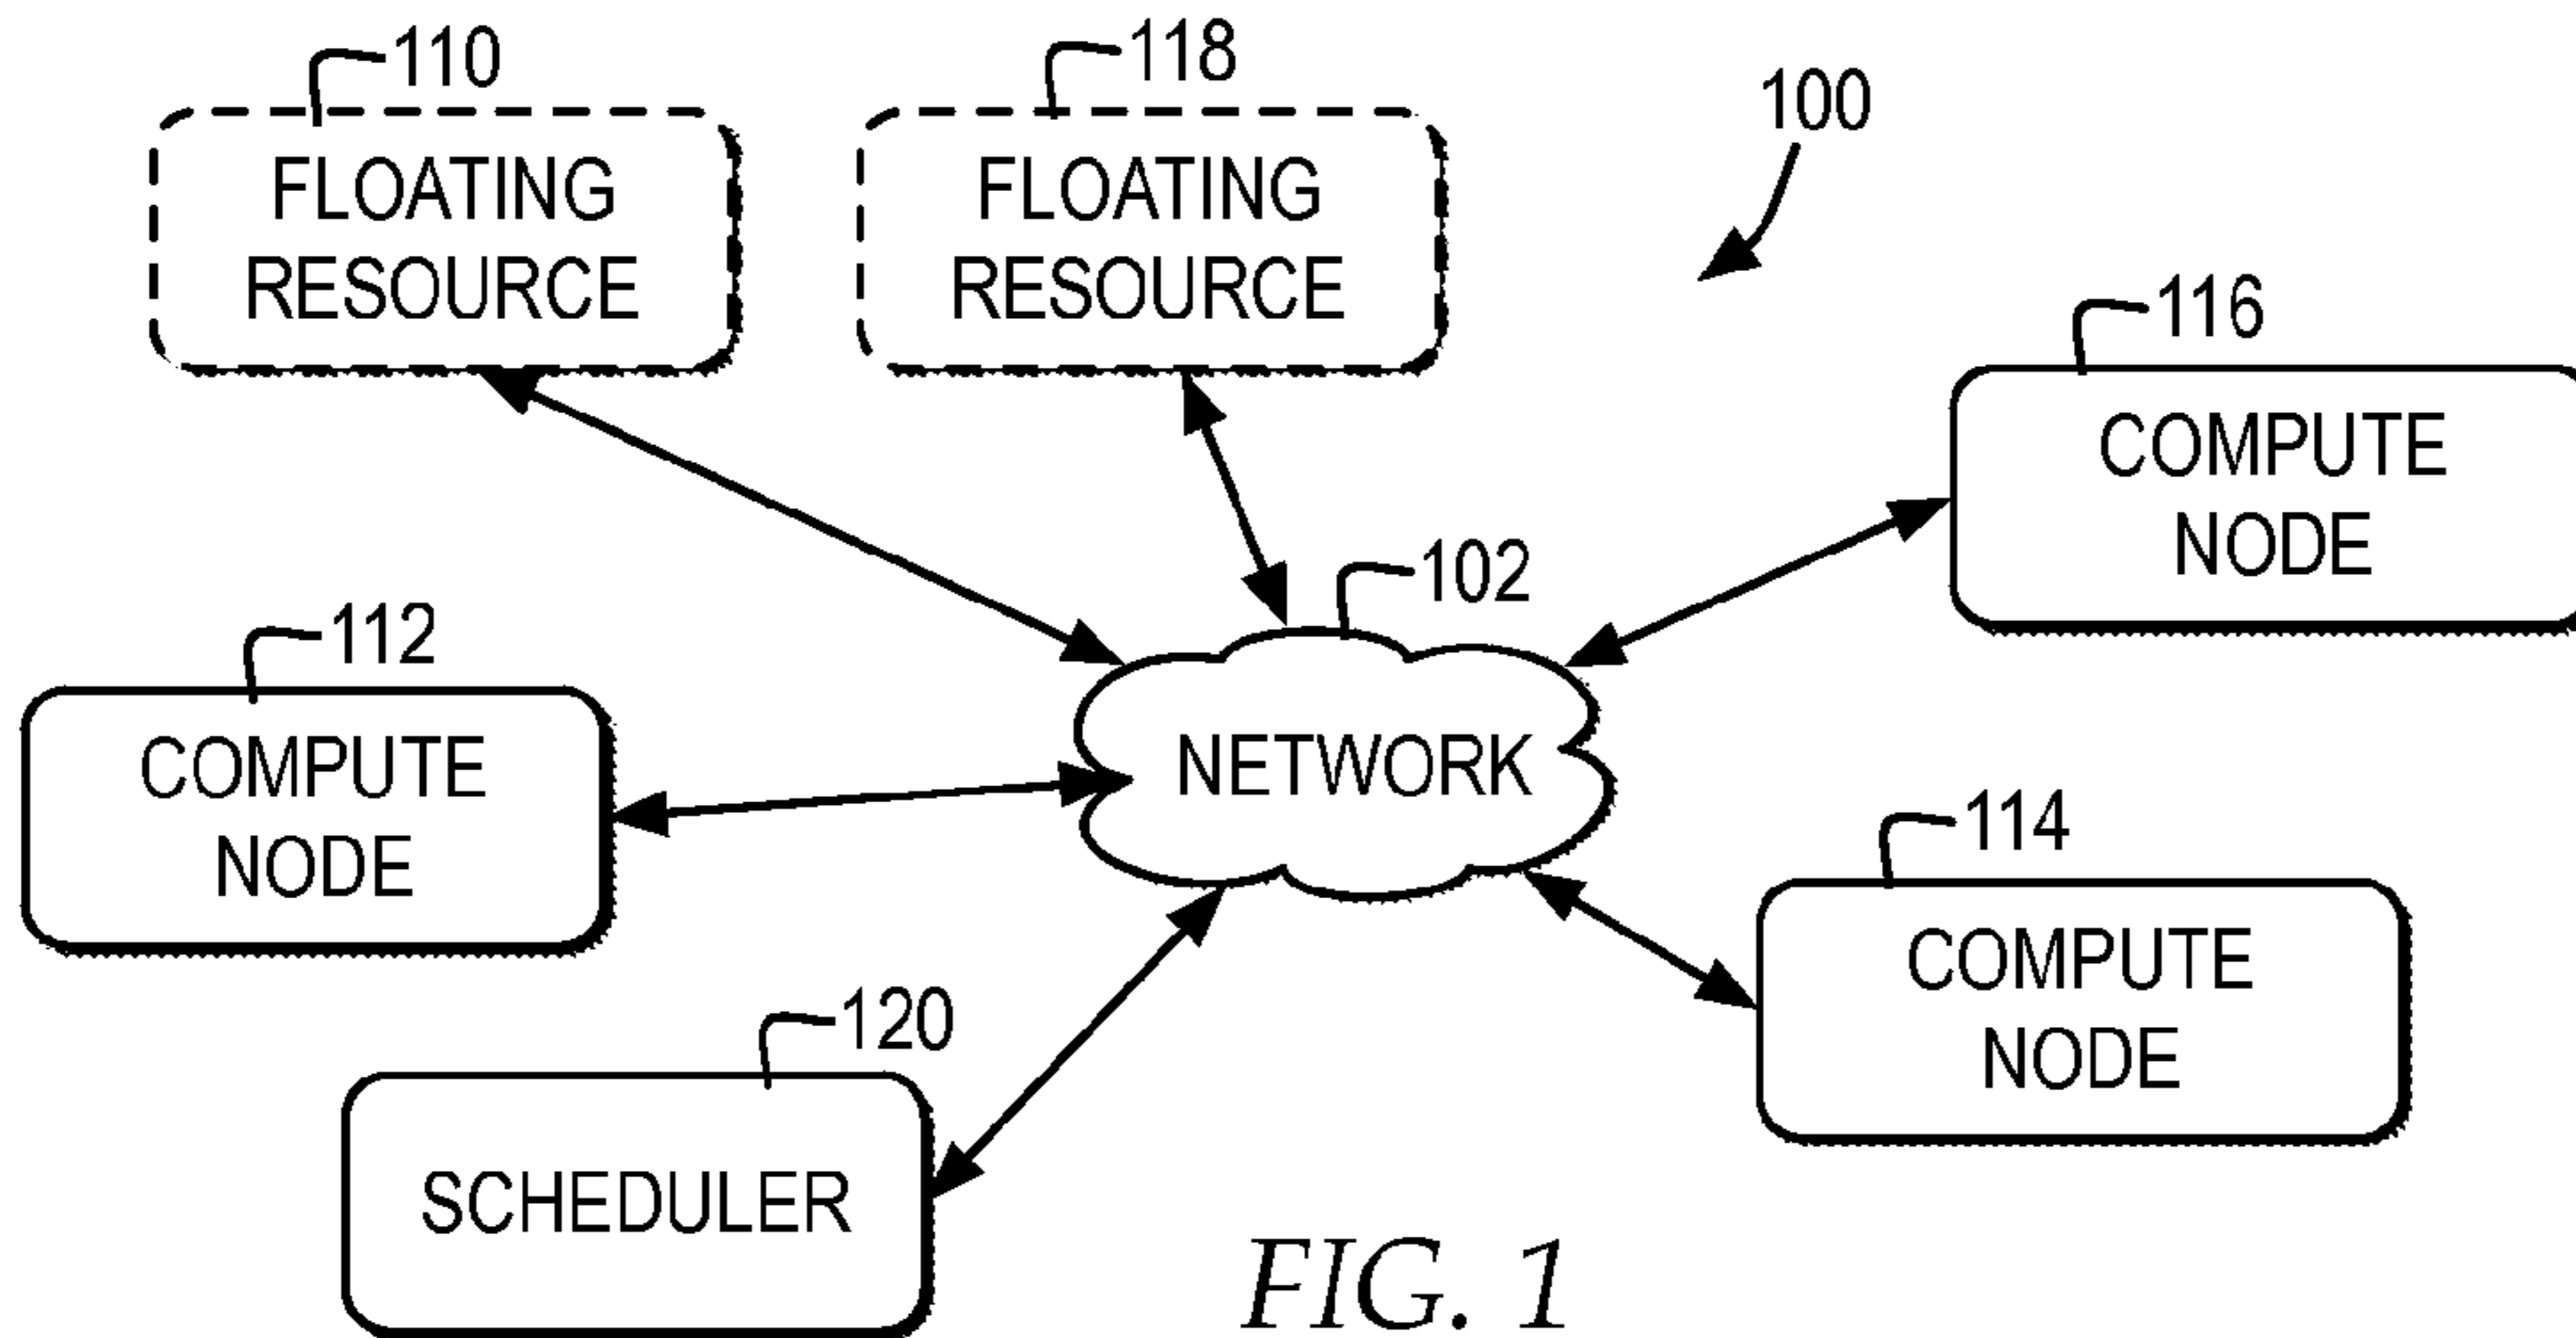 110
118
FLOATING
RESOURCE
FLOATING
RESOURCE
100
116
COMPUTE
NODE
102
112
NETWORK
COMPUTE
NODE
114
COMPUTE
NODE
120
SCHEDULER
FIG. 1